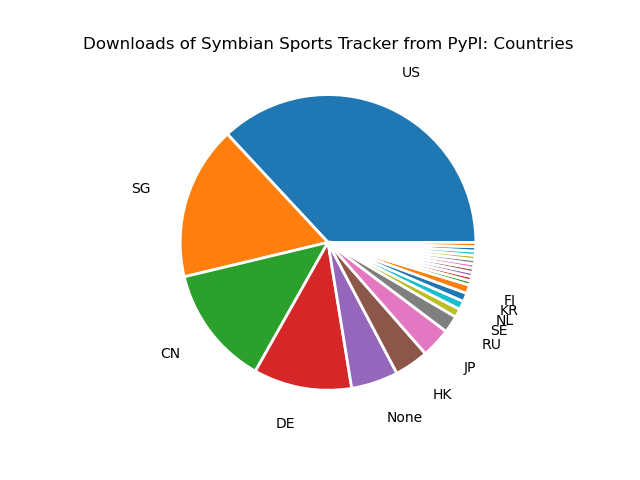 Downloads of Symbian Sports Tracker from PyPI: Countries
US
SG
CN
DE
None
HK
JP
RU
SE
NL
KR
FI